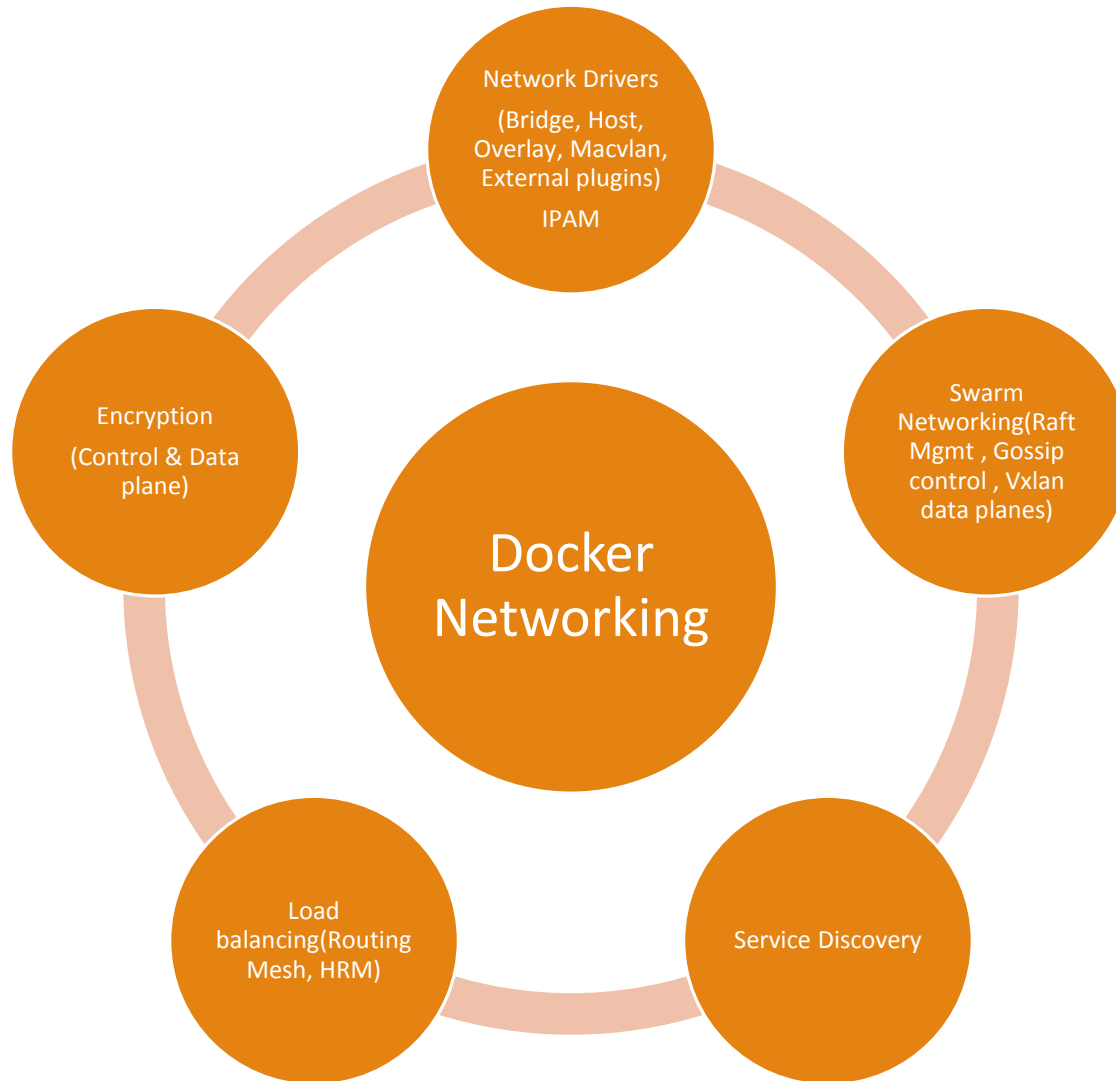 Network Drivers
(Bridge, Host,
Overlay, Macvlan,
External plugins)
IPAM
Swarm
Networking(Raft
Mgmt , Gossip
control , Vxlan
data planes)
Service Discovery
Load
balancing(Routing
Mesh, HRM)
Encryption
(Control & Data
plane)
Docker
Networking